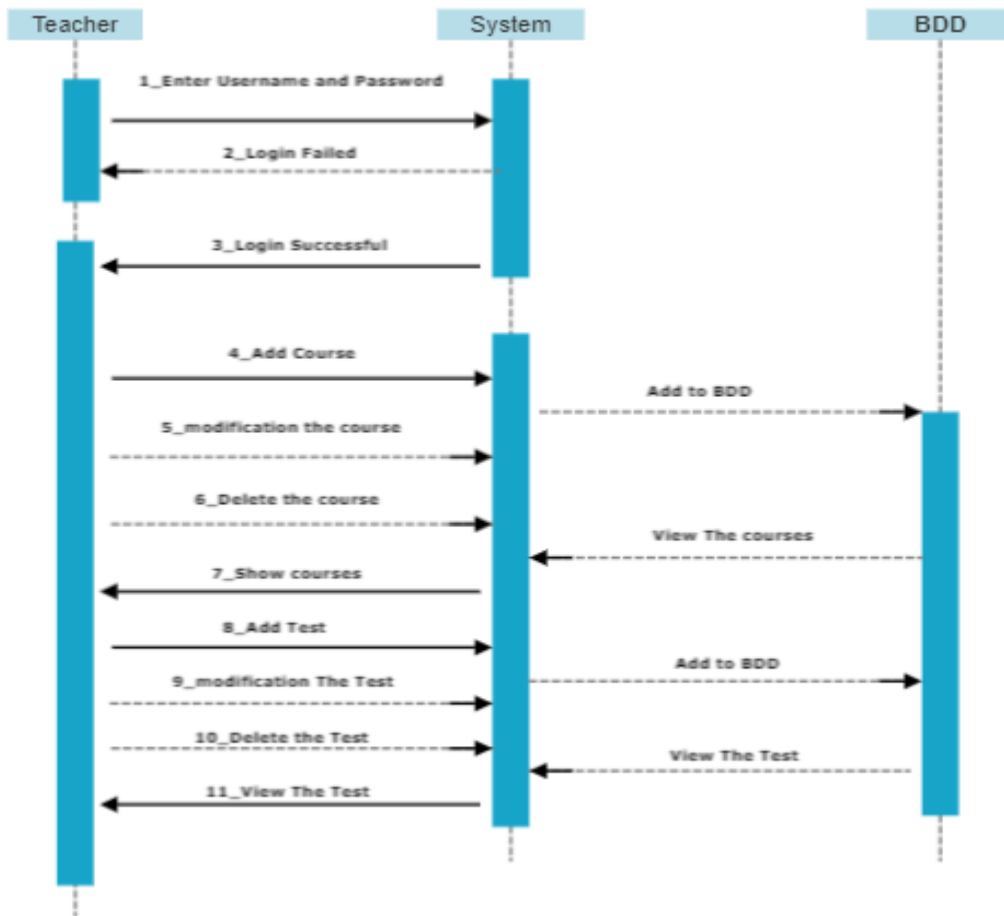 Teacher
System
BDD
1_Enter Username and Password
2_Login Failed
3_Login Successful
4_Add Course
Add to BDD
5_modification the course
6_Delete the course
View The courses
7_Show courses
8_Add Test
Add to BDD
9_modification The Test
10_Delete the Test
View The Test
11_View The Test